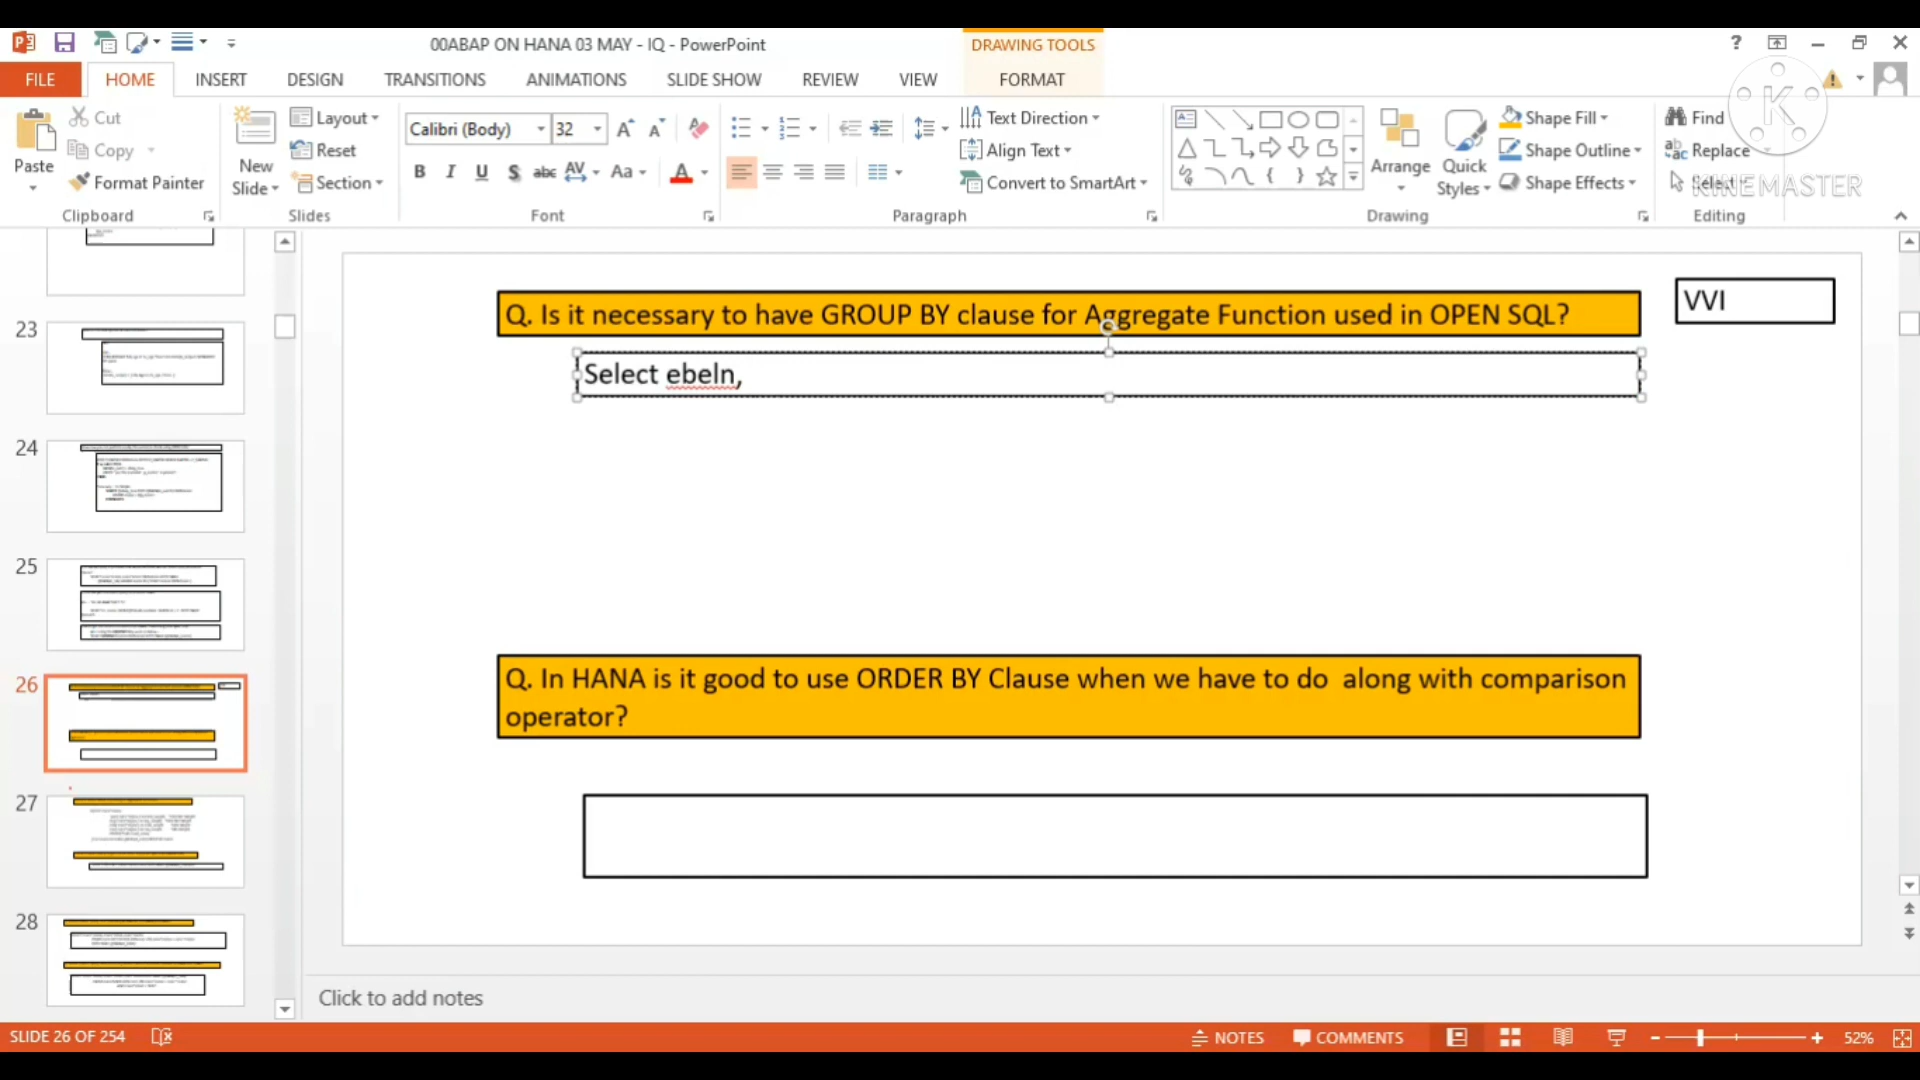 00ABAP ON HANA 03 MAY - IQ - PowerPoint
DRAWING TOOLS
?
FILE HOME INSERT DESIGN TRANSITIONS ANIMATIONS SLIDE SHOW REVIEW VIEW FORMAT
Paste
Cut
Copy
Format Painter
Clipboard
New
Slide
Layout
Reset
Section
Slides
Calibri (Body) 32
B I U S abc AV Aa A
Font
Text Direction
Align Text
Convert to SmartArt
Paragraph
Arrange
Quick
Styles
Shape Fill
Shape Outline
Shape Effects
Drawing
Find
Replace
Select
Editing
K
KINEMASTER
23
24
25
26
27
28
Q. Is it necessary to have GROUP BY clause for Aggregate Function used in OPEN SQL?
VVI
Select ebeln,
Q. In HANA is it good to use ORDER BY Clause when we have to do along with comparison
operator?
Click to add notes
SLIDE 26 OF 254
NOTES
COMMENTS
52%